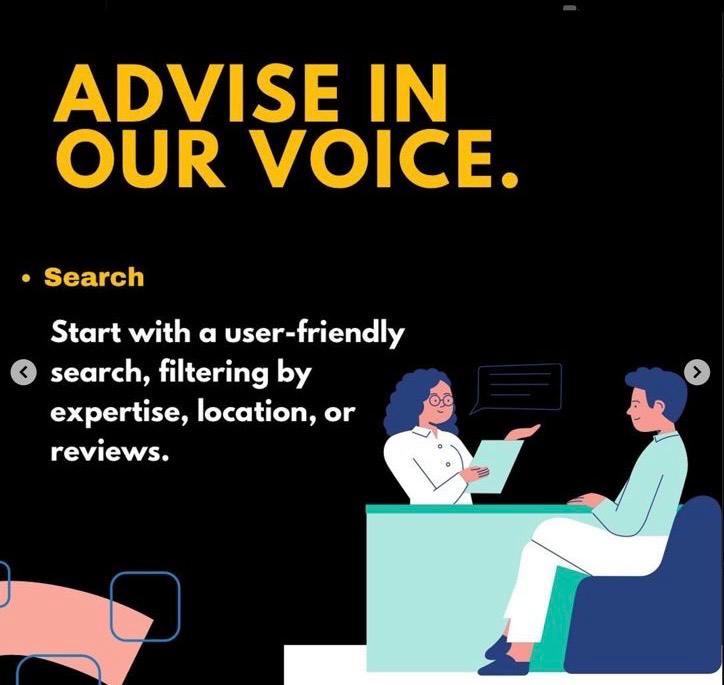 ADVISE IN
OUR VOICE.
• Search
Start with a user-friendly
search, filtering by
expertise, location, or
reviews.